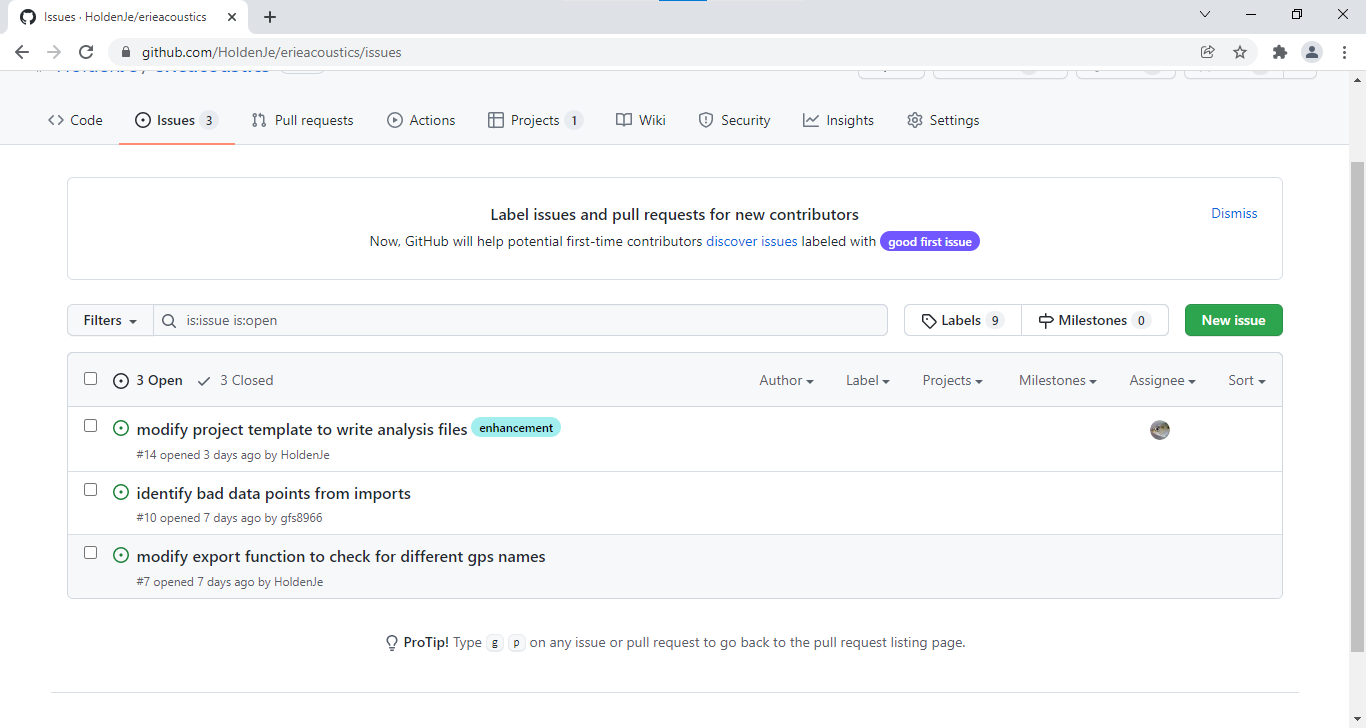 Issues · HoldenJe/erieacoustics
github.com/HoldenJe/erieacoustics/issues
Code Issues 3 Pull requests Actions Projects 1 Wiki Security Insights Settings
Label issues and pull requests for new contributors
Dismiss
Now, GitHub will help potential first-time contributors discover issues labeled with good first issue
Filters is:issue is:open Labels 9 Milestones 0 New issue
3 Open 3 Closed Author Label Projects Milestones Assignee Sort
modify project template to write analysis files enhancement
#14 opened 3 days ago by HoldenJe
identify bad data points from imports
#10 opened 7 days ago by gfs8966
modify export function to check for different gps names
#7 opened 7 days ago by HoldenJe
ProTip! Type g p on any issue or pull request to go back to the pull request listing page.